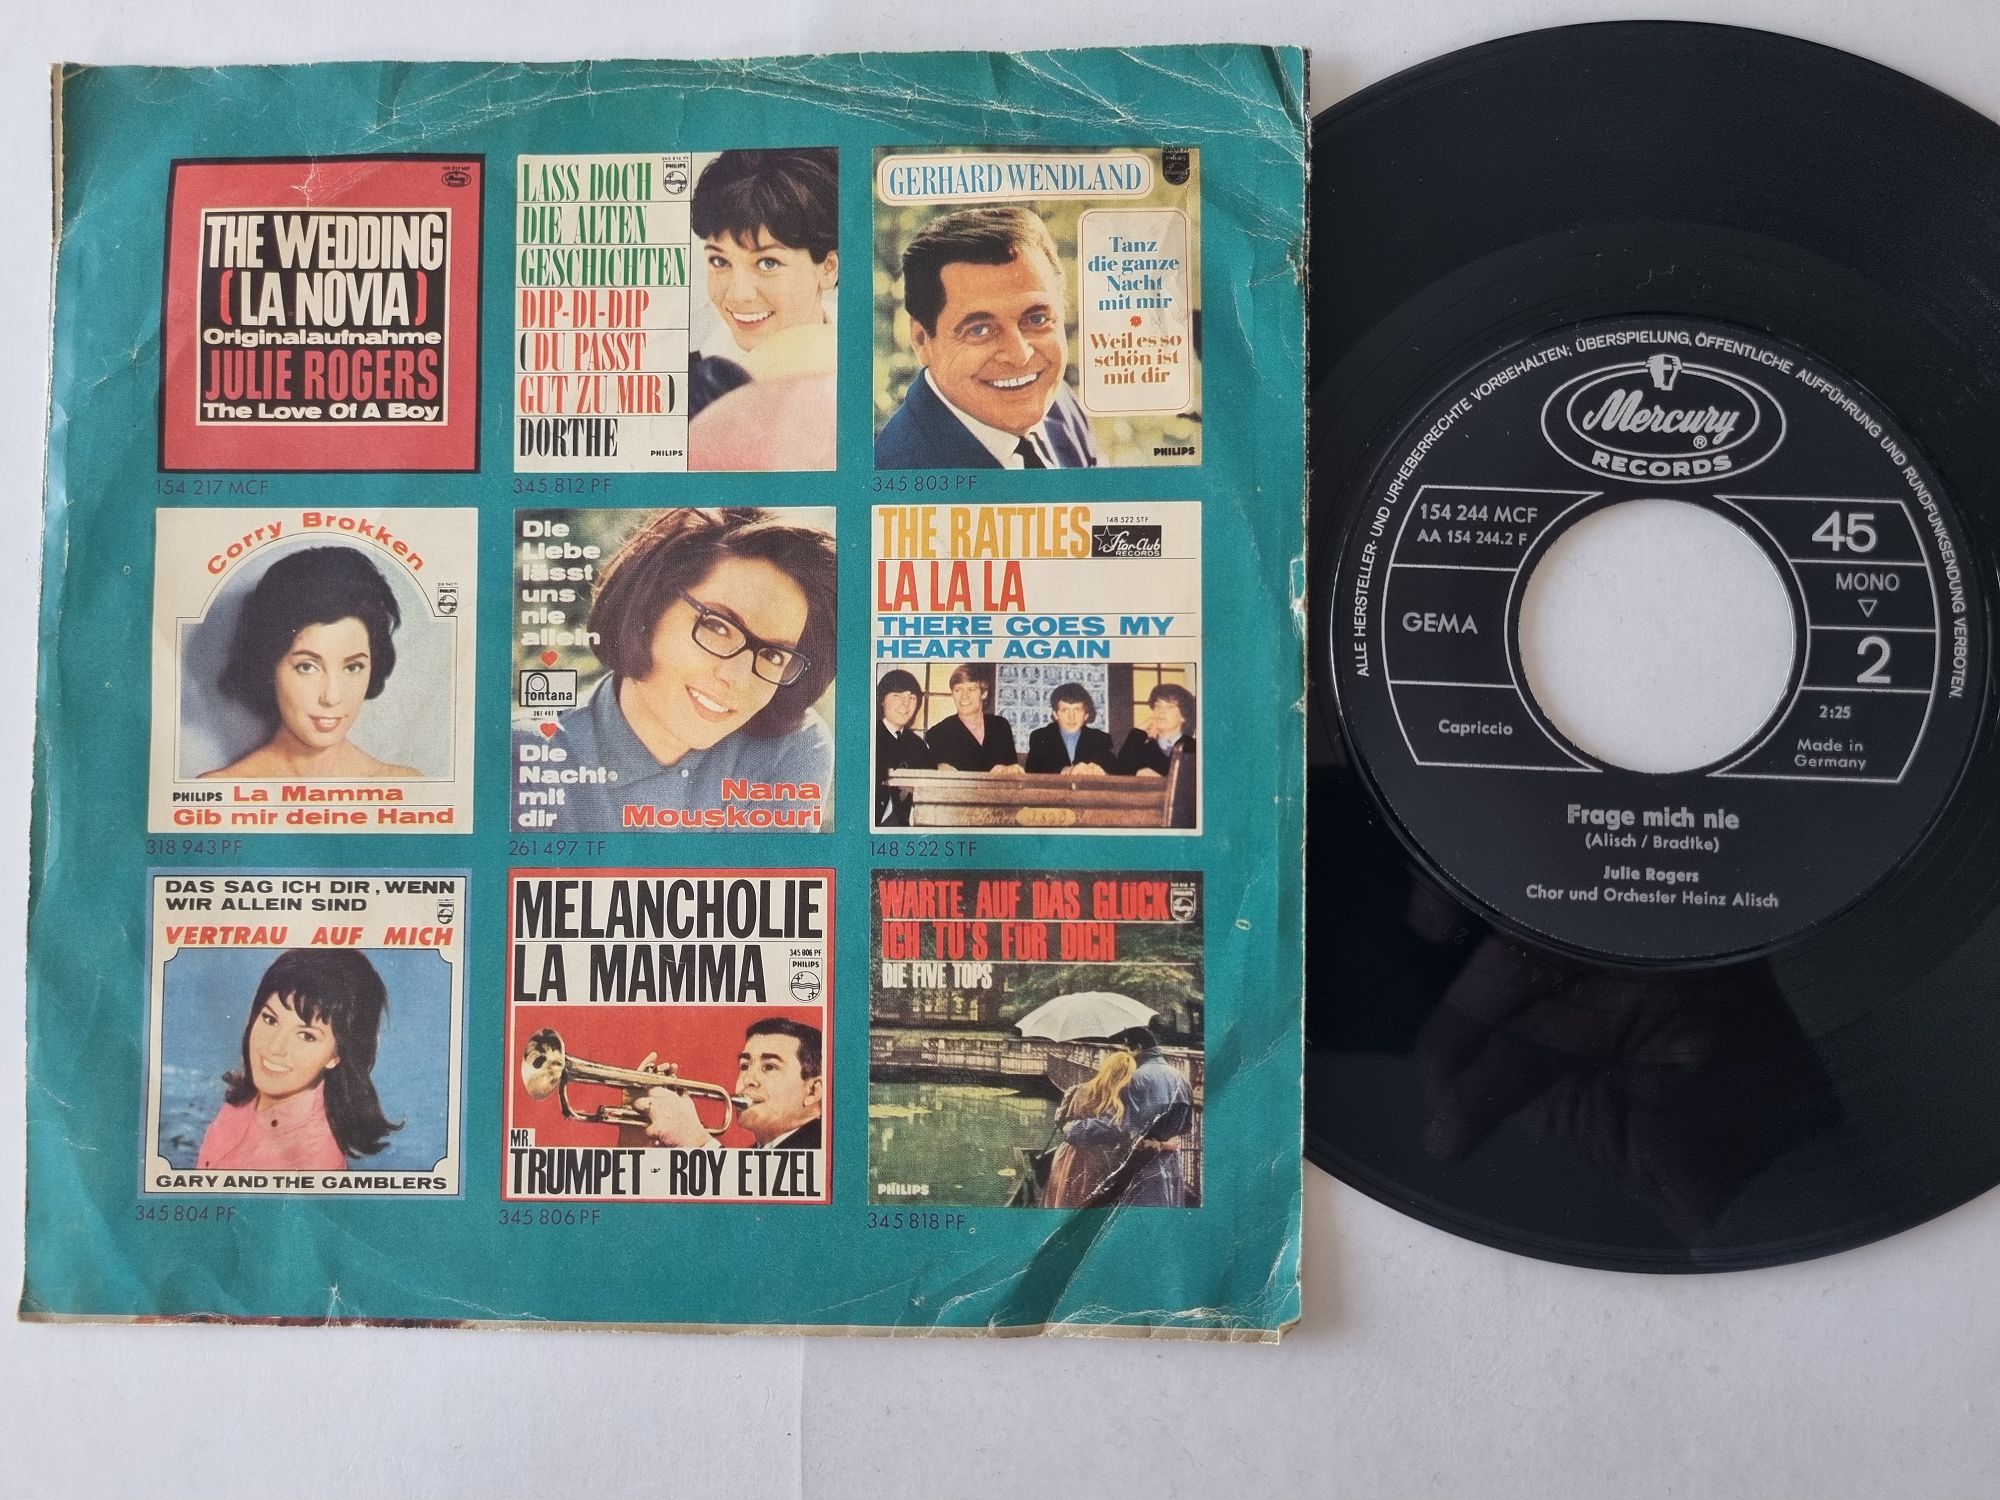 154 217 MCF
THE WEDDING
(LA NOVIA)
Originalaufnahme
JULIE ROGERS
The Love Of A Boy
154 217 MCF
345 812 PF
PHILIPS
LASS DOCH
DIE ALTEN
GESCHICHTEN
DIP-DI-DIP
(DU PASST
GUT ZU MIR)
DORTHE
PHILIPS
345 812 PF
GERHARD WENDLAND
Tanz
die ganze
Nacht
mit mir
Weil es so
schön ist
mit dir
PHILIPS
345 803 PF
Corry Brokken
PHILIPS La Mamma
Gib mir deine Hand
318 943 PF
Die
Liebe
lässt
uns
nie
allein
fontana
261 497 TF
Die
Nacht
mit
dir
Nana
Mouskouri
261 497 TF
THE RATTLES
148 522 STF
Star-Club
RECORDS
LA LA LA
THERE GOES MY
HEART AGAIN
148 522 STF
DAS SAG ICH DIR, WENN
WIR ALLEIN SIND
VERTRAU AUF MICH
GARY AND THE GAMBLERS
345 804 PF
MELANCHOLIE
LA MAMMA
345 806 PF
PHILIPS
MR.
TRUMPET - ROY ETZEL
345 806 PF
WARTE AUF DAS GLÜCK
ICH TU'S FÜR DICH
DIE FIVE TOPS
PHILIPS
345 818 PF
ALLE HERSTELLER- UND URHEBERRECHTE VORBEHALTEN; ÜBERSPIELUNG, ÖFFENTLICHE AUFFÜHRUNG UND RUNDFUNKSENDUNG VERBOTEN.
Mercury ®
RECORDS
154 244 MCF
AA 154 244.2 F
GEMA
Capriccio
45
MONO
▽
2
2:25
Made in
Germany
Frage mich nie
(Alisch / Bradtke)
Julie Rogers
Chor und Orchester Heinz Alisch